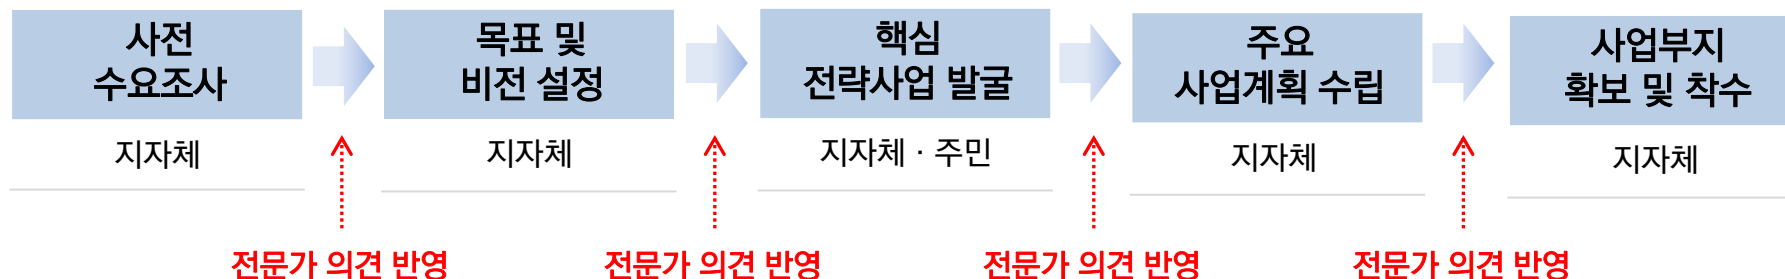 사전
수요조사
목표 및
비전 설정
핵심
전략사업 발굴
주요
사업계획 수립
사업부지
확보 및 착수
지자체
지자체
지자체 · 주민
지자체
지자체
전문가 의견 반영
전문가 의견 반영
전문가 의견 반영
전문가 의견 반영